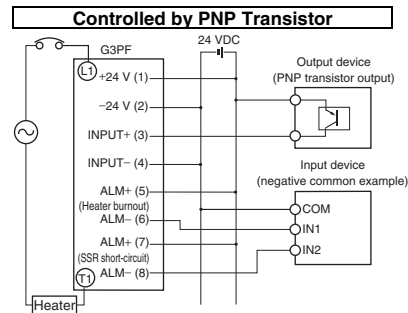 Controlled by PNP Transistor
24 VDC
G3PF
L1
+24 V (1)
−24 V (2)
INPUT+ (3)
INPUT− (4)
ALM+ (5)
(Heater burnout)
ALM− (6)
ALM+ (7)
(SSR short-circuit)
T1
ALM− (8)
Heater
Output device
(PNP transistor output)
Input device
(negative common example)
COM
IN1
IN2